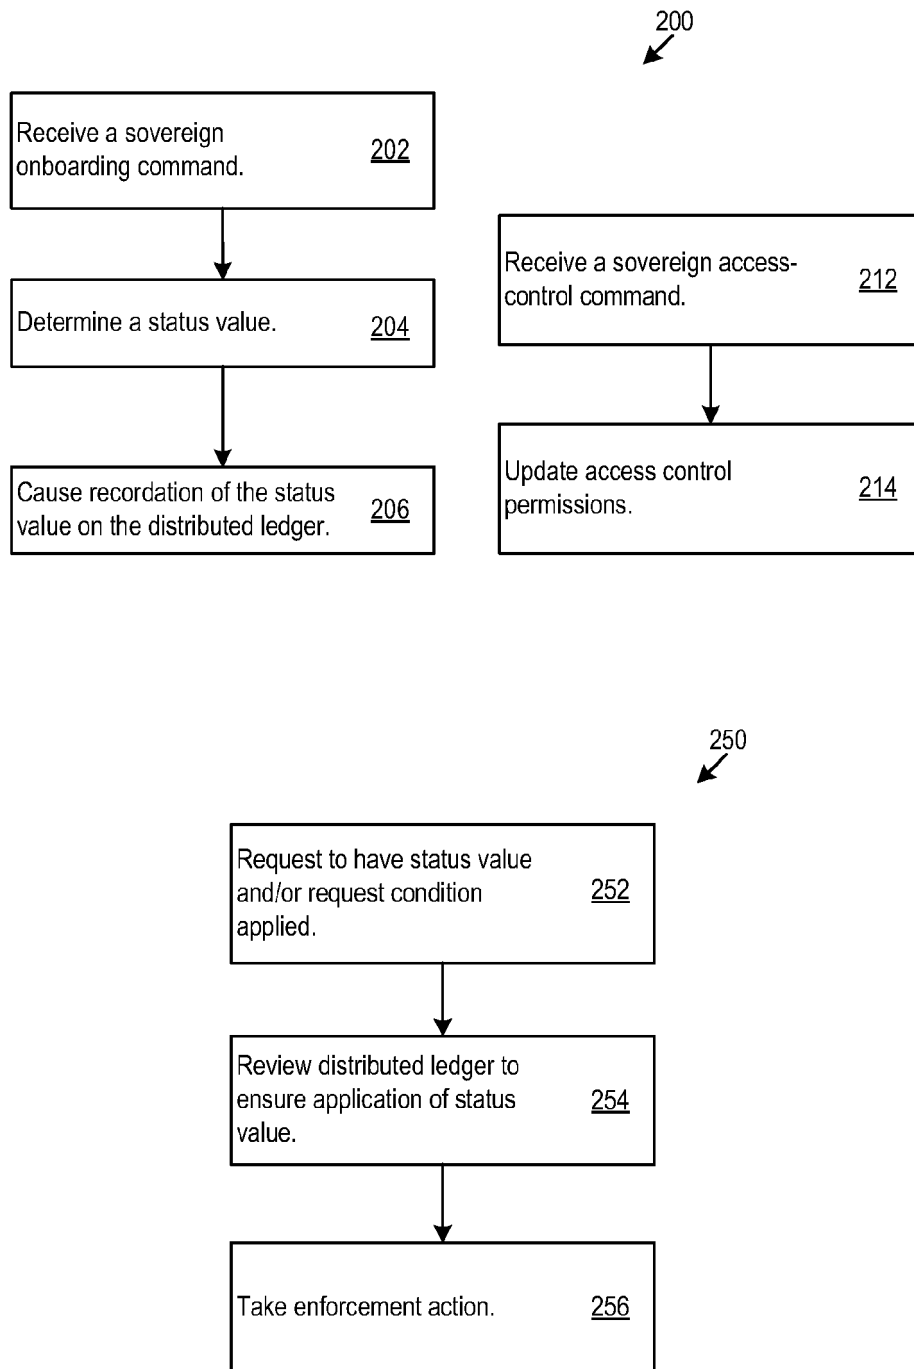 200
Receive a sovereign
onboarding command.
202
Determine a status value.
204
Cause recordation of the status
value on the distributed ledger.
206
Receive a sovereign access-
control command.
212
Update access control
permissions.
214
250
Request to have status value
and/or request condition
applied.
252
Review distributed ledger to
ensure application of status
value.
254
Take enforcement action.
256